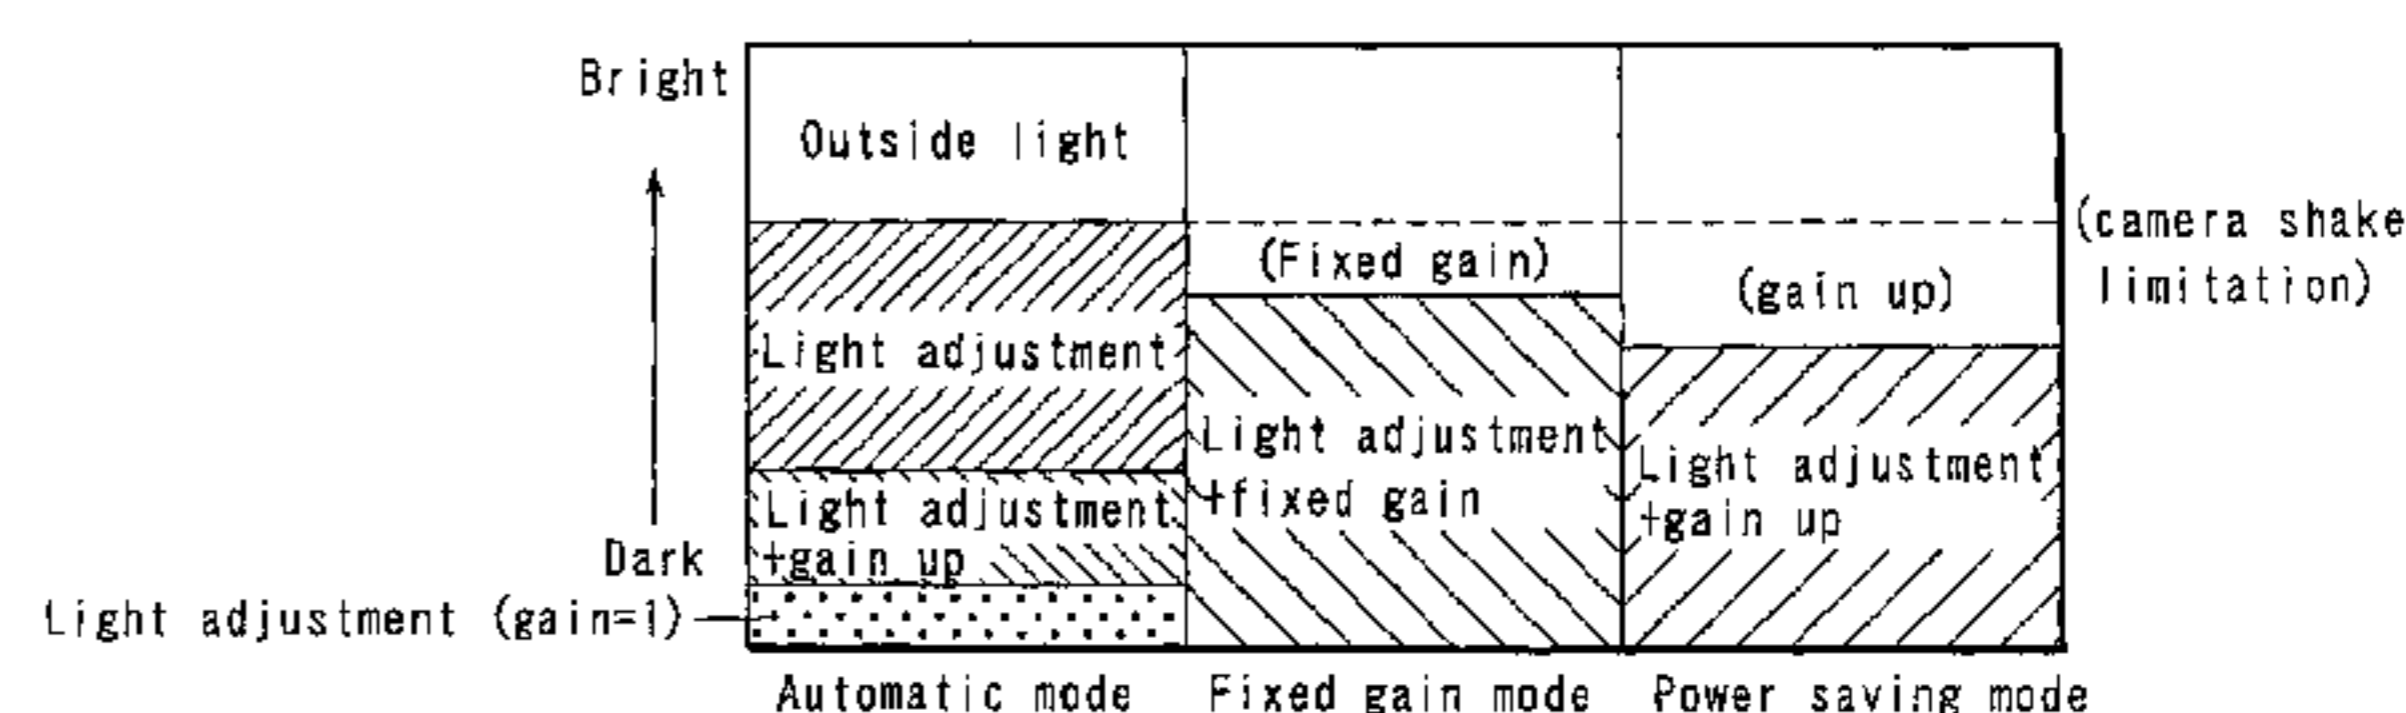 Bright
Outside light
(camera shake
limitation)
(Fixed gain)
(gain up)
Light adjustment
Light adjustment
+fixed gain
Light adjustment
+gain up
Light adjustment
+gain up
Dark
Light adjustment (gain=1)
Automatic mode
Fixed gain mode
Power saving mode